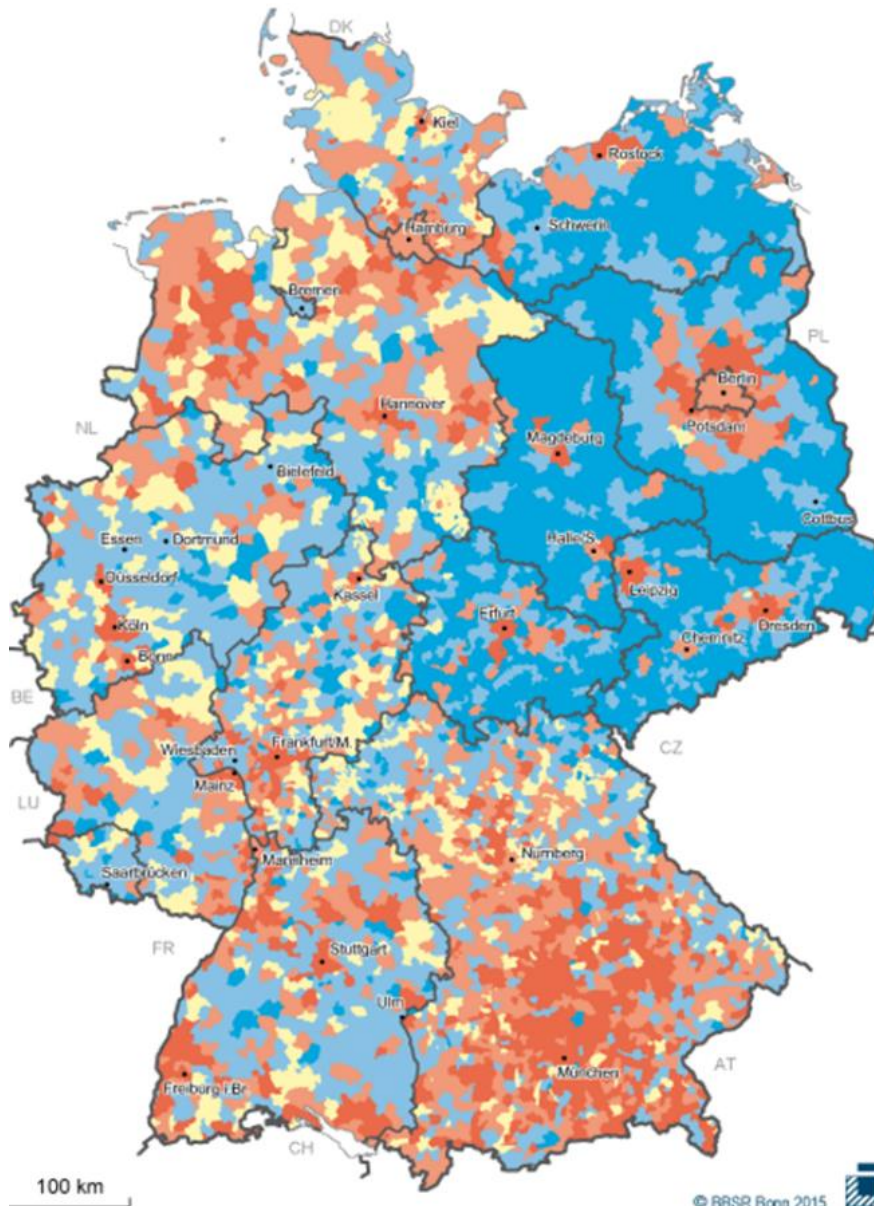 DK
Kiel
Rostock
Schwerin
Hamburg
Bremen
PL
Berlin
Potsdam
Hannover
NL
Magdeburg
Bielefeld
Cottbus
Essen
Dortmund
Halle/S.
Düsseldorf
Leipzig
Kassel
Köln
Erfurt
Dresden
Chemnitz
Bonn
BE
CZ
Wiesbaden
Frankfurt/M.
Mainz
LU
Mannheim
Nürnberg
Saarbrücken
FR
Stuttgart
Ulm
München
AT
Freiburg i.Br.
CH
100 km
© BBSR Bonn 2015